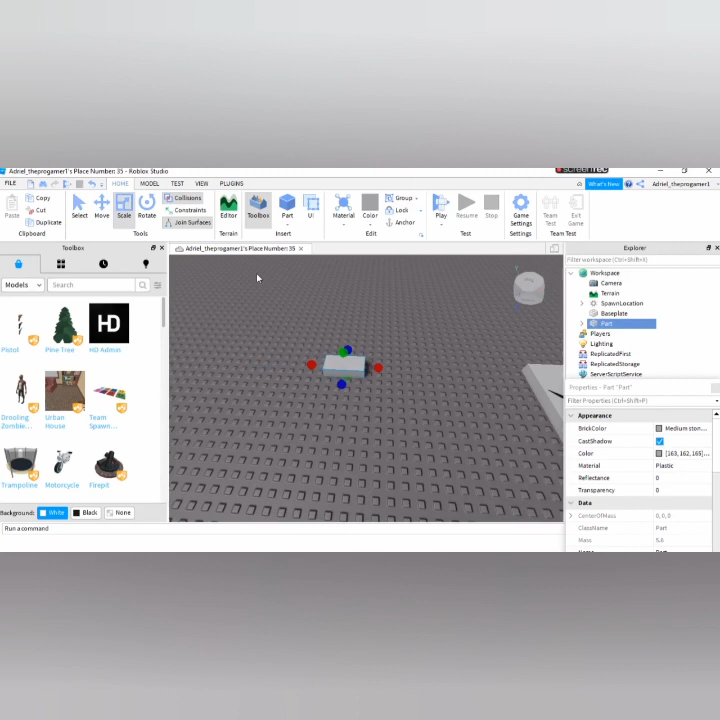 Adriel_theprogamer1's Place Number: 35 - Roblox Studio
FILE HOME MODEL TEST VIEW PLUGINS What's New Adriel_theprogamer1
Copy Collisions Group
Cut Constraints Lock
Duplicate Join Surfaces Anchor
Paste Select Move Scale Rotate Editor Toolbox Part UI Material Color Play Resume Stop Game Settings Team Test Exit Game
Clipboard Tools Terrain Insert Edit Test Settings Team Test
Toolbox
Adriel_theprogamer1's Place Number: 35
Models Search
HD
Pistol Pine Tree HD Admin
Drooling Zombie... Urban House Team Spawn...
Trampoline Motorcycle Firepit
Background: White Black None
Run a command
Explorer
Filter workspace (Ctrl+Shift+X)
Workspace
Camera
Terrain
SpawnLocation
Baseplate
Part
Players
Lighting
ReplicatedFirst
ReplicatedStorage
ServerScriptService
Properties - Part "Part"
Filter Properties (Ctrl+Shift+P)
Appearance
BrickColor Medium ston...
CastShadow
Color [163, 162, 165]...
Material Plastic
Reflectance 0
Transparency 0
Data
CenterOfMass 0, 0, 0
ClassName Part
Mass 5.6